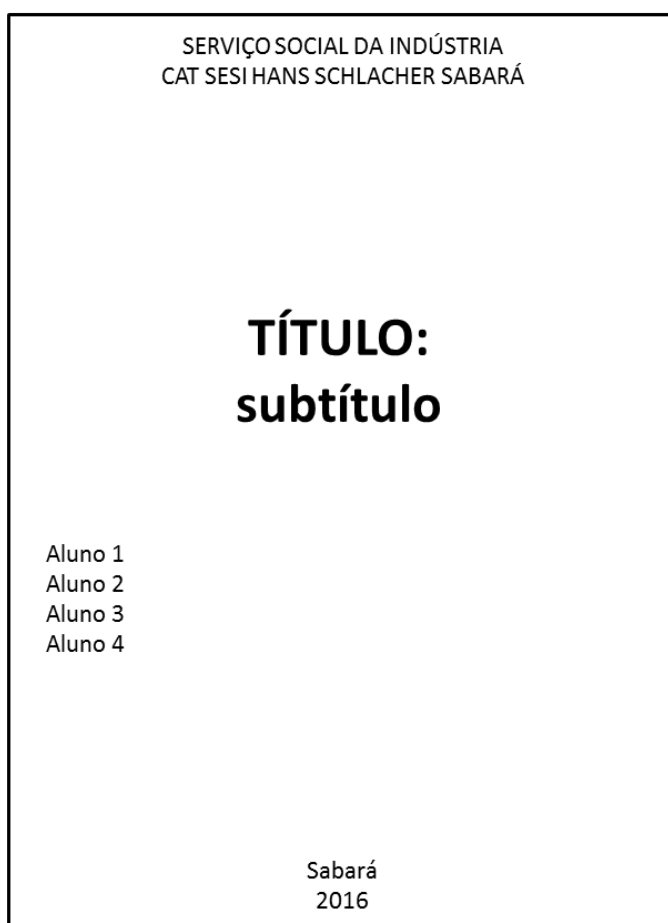 SERVIÇO SOCIAL DA INDÚSTRIA
CAT SESI HANS SCHLACHER SABARÁ
TÍTULO:
subtítulo
Aluno 1
Aluno 2
Aluno 3
Aluno 4
Sabará
2016